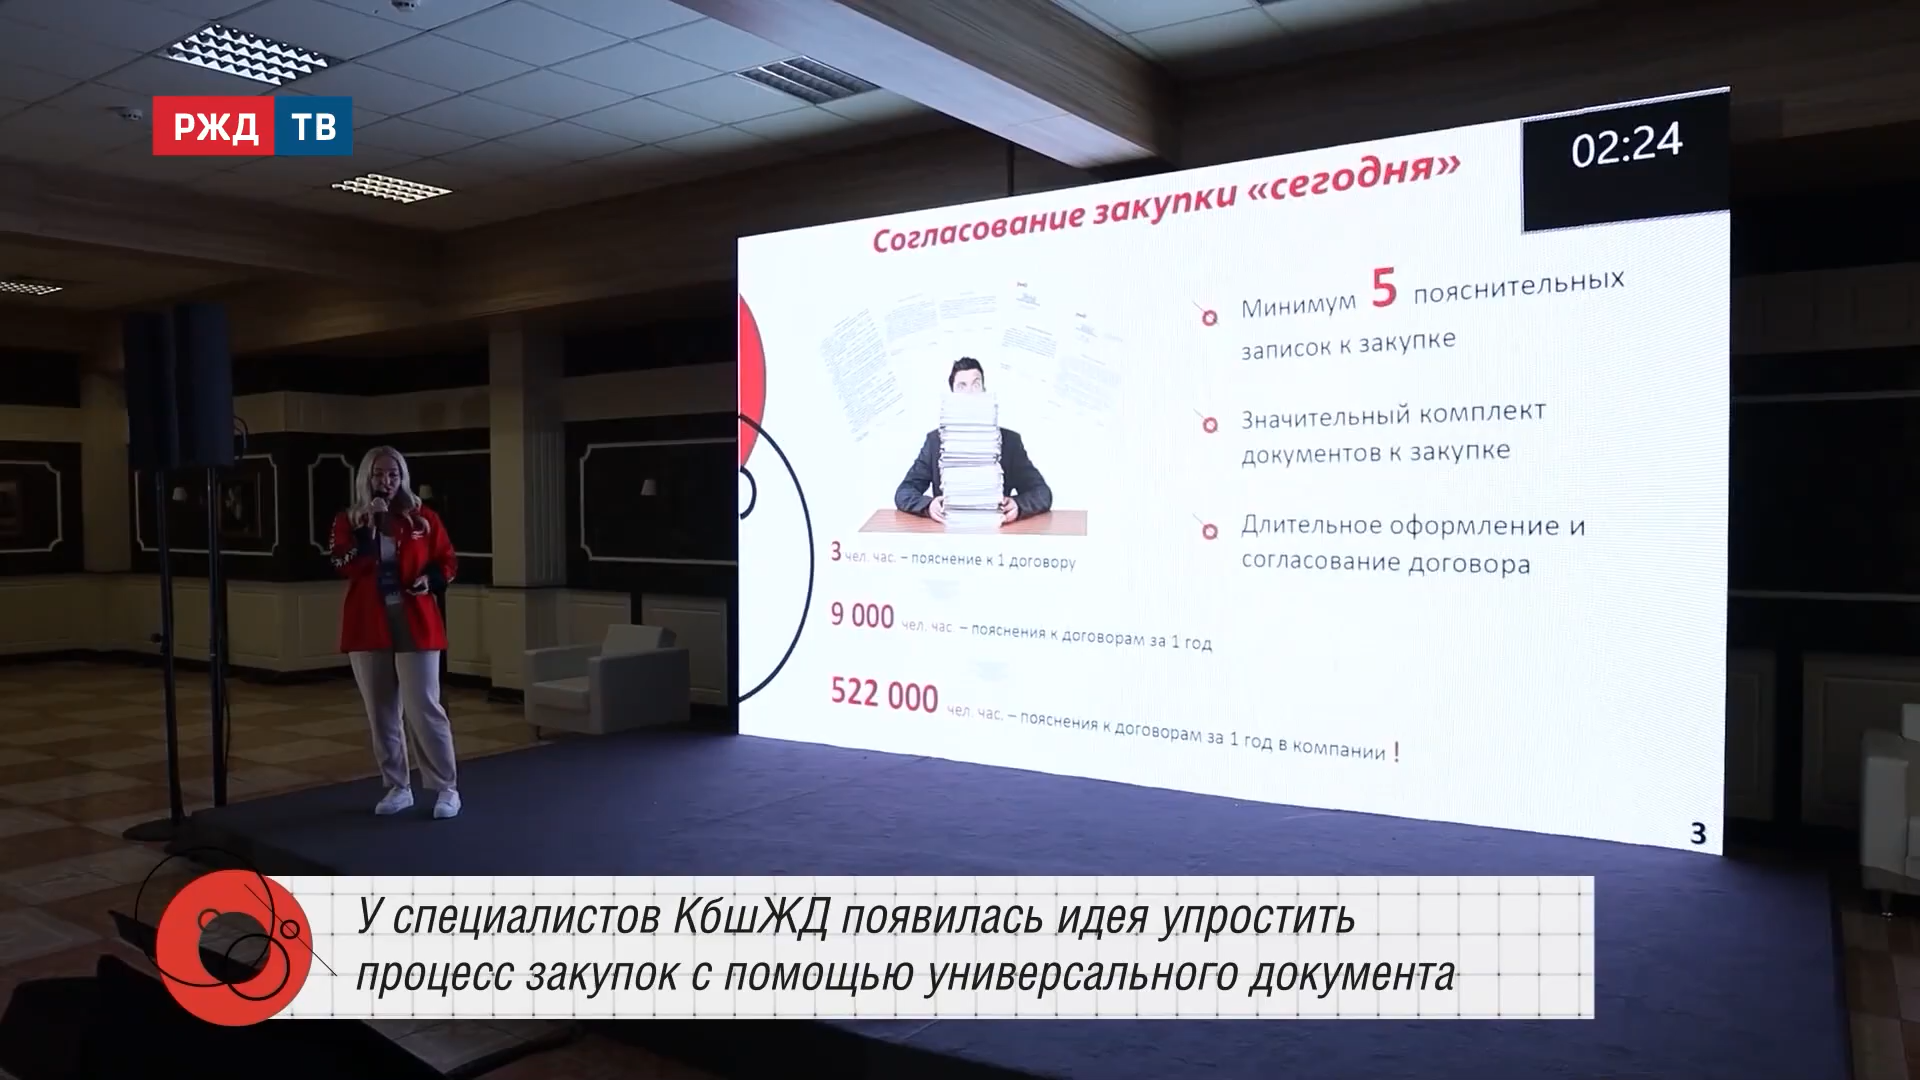 РЖД ТВ
02:24
Согласование закупки «сегодня»
Минимум 5 пояснительных
записок к закупке
Значительный комплект
документов к закупке
Длительное оформление и
согласование договора
3 чел. час. – пояснение к 1 договору
9 000 чел. час. – пояснения к договорам за 1 год
522 000 чел. час. – пояснения к договорам за 1 год в компании !
3
У специалистов КбшЖД появилась идея упростить
процесс закупок с помощью универсального документа